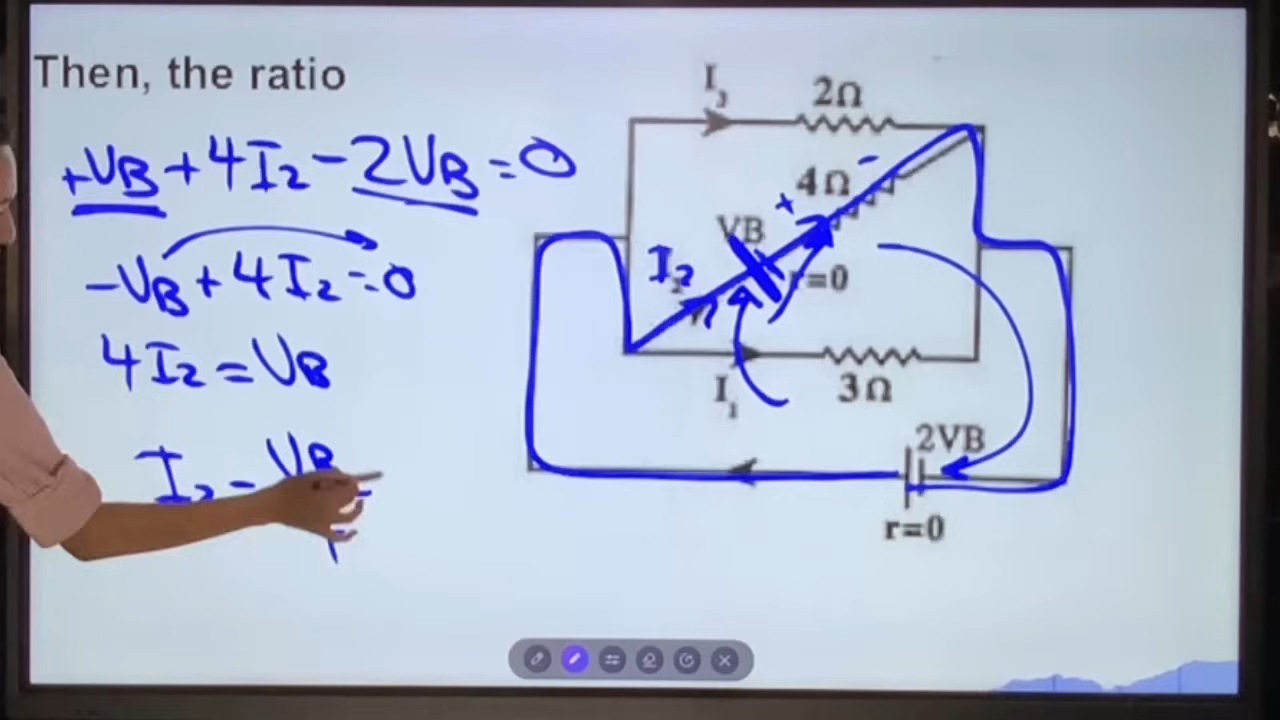 Then, the ratio
+VB + 4I2 - 2VB = 0
-VB + 4I2 = 0
4I2 = VB
I2 = VB
I3
2Ω
4Ω
VB
I2
r=0
I1
3Ω
2VB
r=0